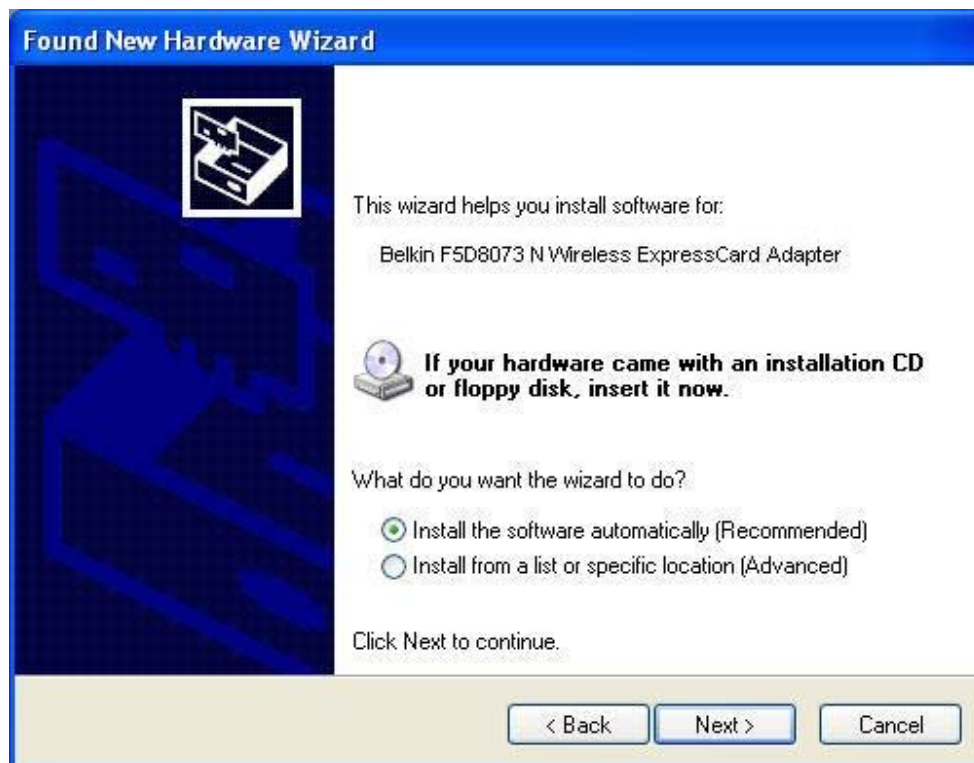 Found New Hardware Wizard
This wizard helps you install software for:
Belkin F5D8073 N Wireless ExpressCard Adapter
If your hardware came with an installation CD
or floppy disk, insert it now.
What do you want the wizard to do?
Install the software automatically (Recommended)
Install from a list or specific location (Advanced)
Click Next to continue.
< Back
Next >
Cancel